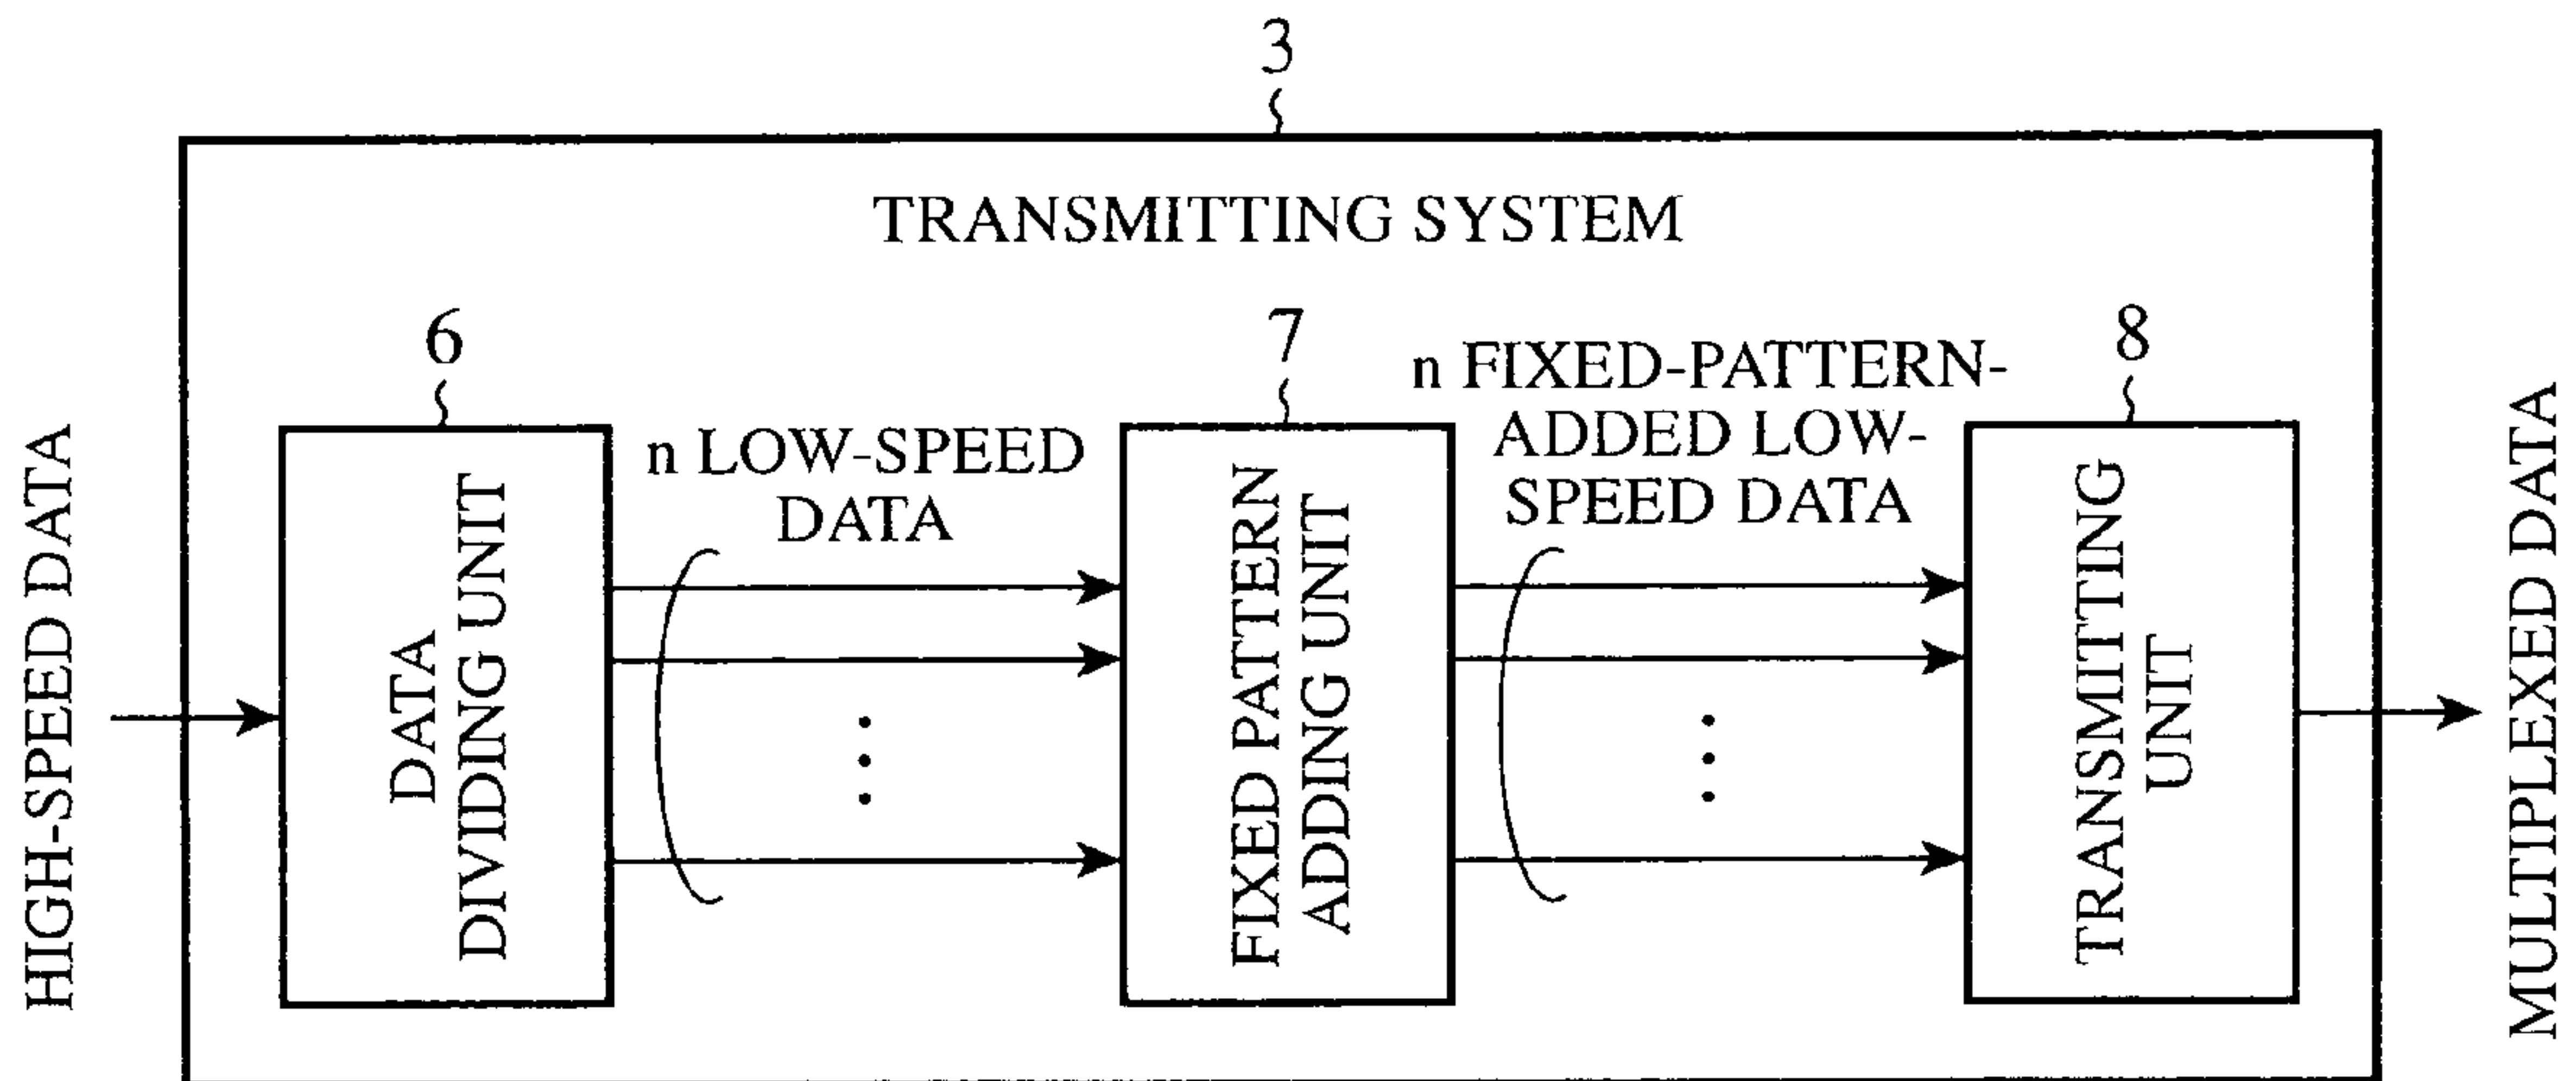 3
TRANSMITTING SYSTEM
HIGH-SPEED DATA
6
DATA
DIVIDING UNIT
n LOW-SPEED
DATA
7
FIXED PATTERN
ADDING UNIT
n FIXED-PATTERN-
ADDED LOW-
SPEED DATA
8
TRANSMITTING
UNIT
MULTIPLEXED DATA